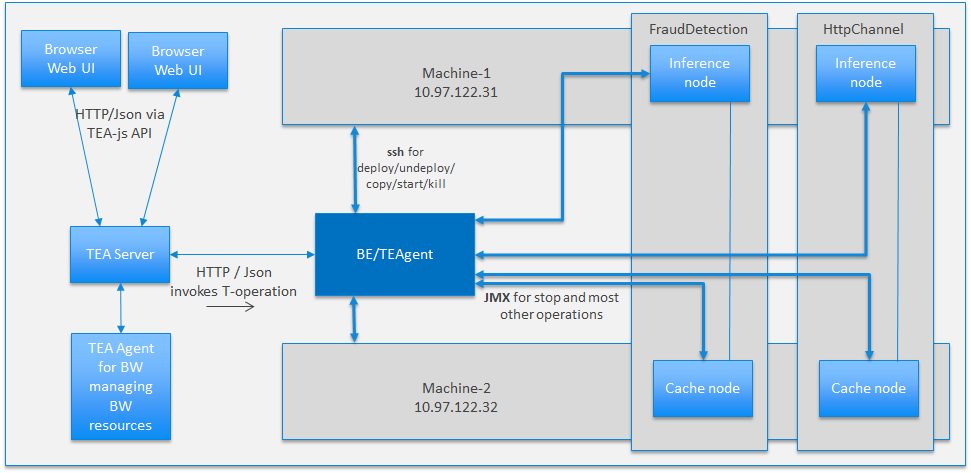 Browser
Web UI
Browser
Web UI
HTTP/Json via
TEA-js API
TEA Server
HTTP / Json
invokes T-operation
TEA Agent
for BW
managing
BW
resources
Machine-1
10.97.122.31
ssh for
deploy/undeploy/
copy/start/kill
BE/TEAgent
JMX for stop and most
other operations
Machine-2
10.97.122.32
FraudDetection
Inference
node
Cache node
HttpChannel
Inference
node
Cache node